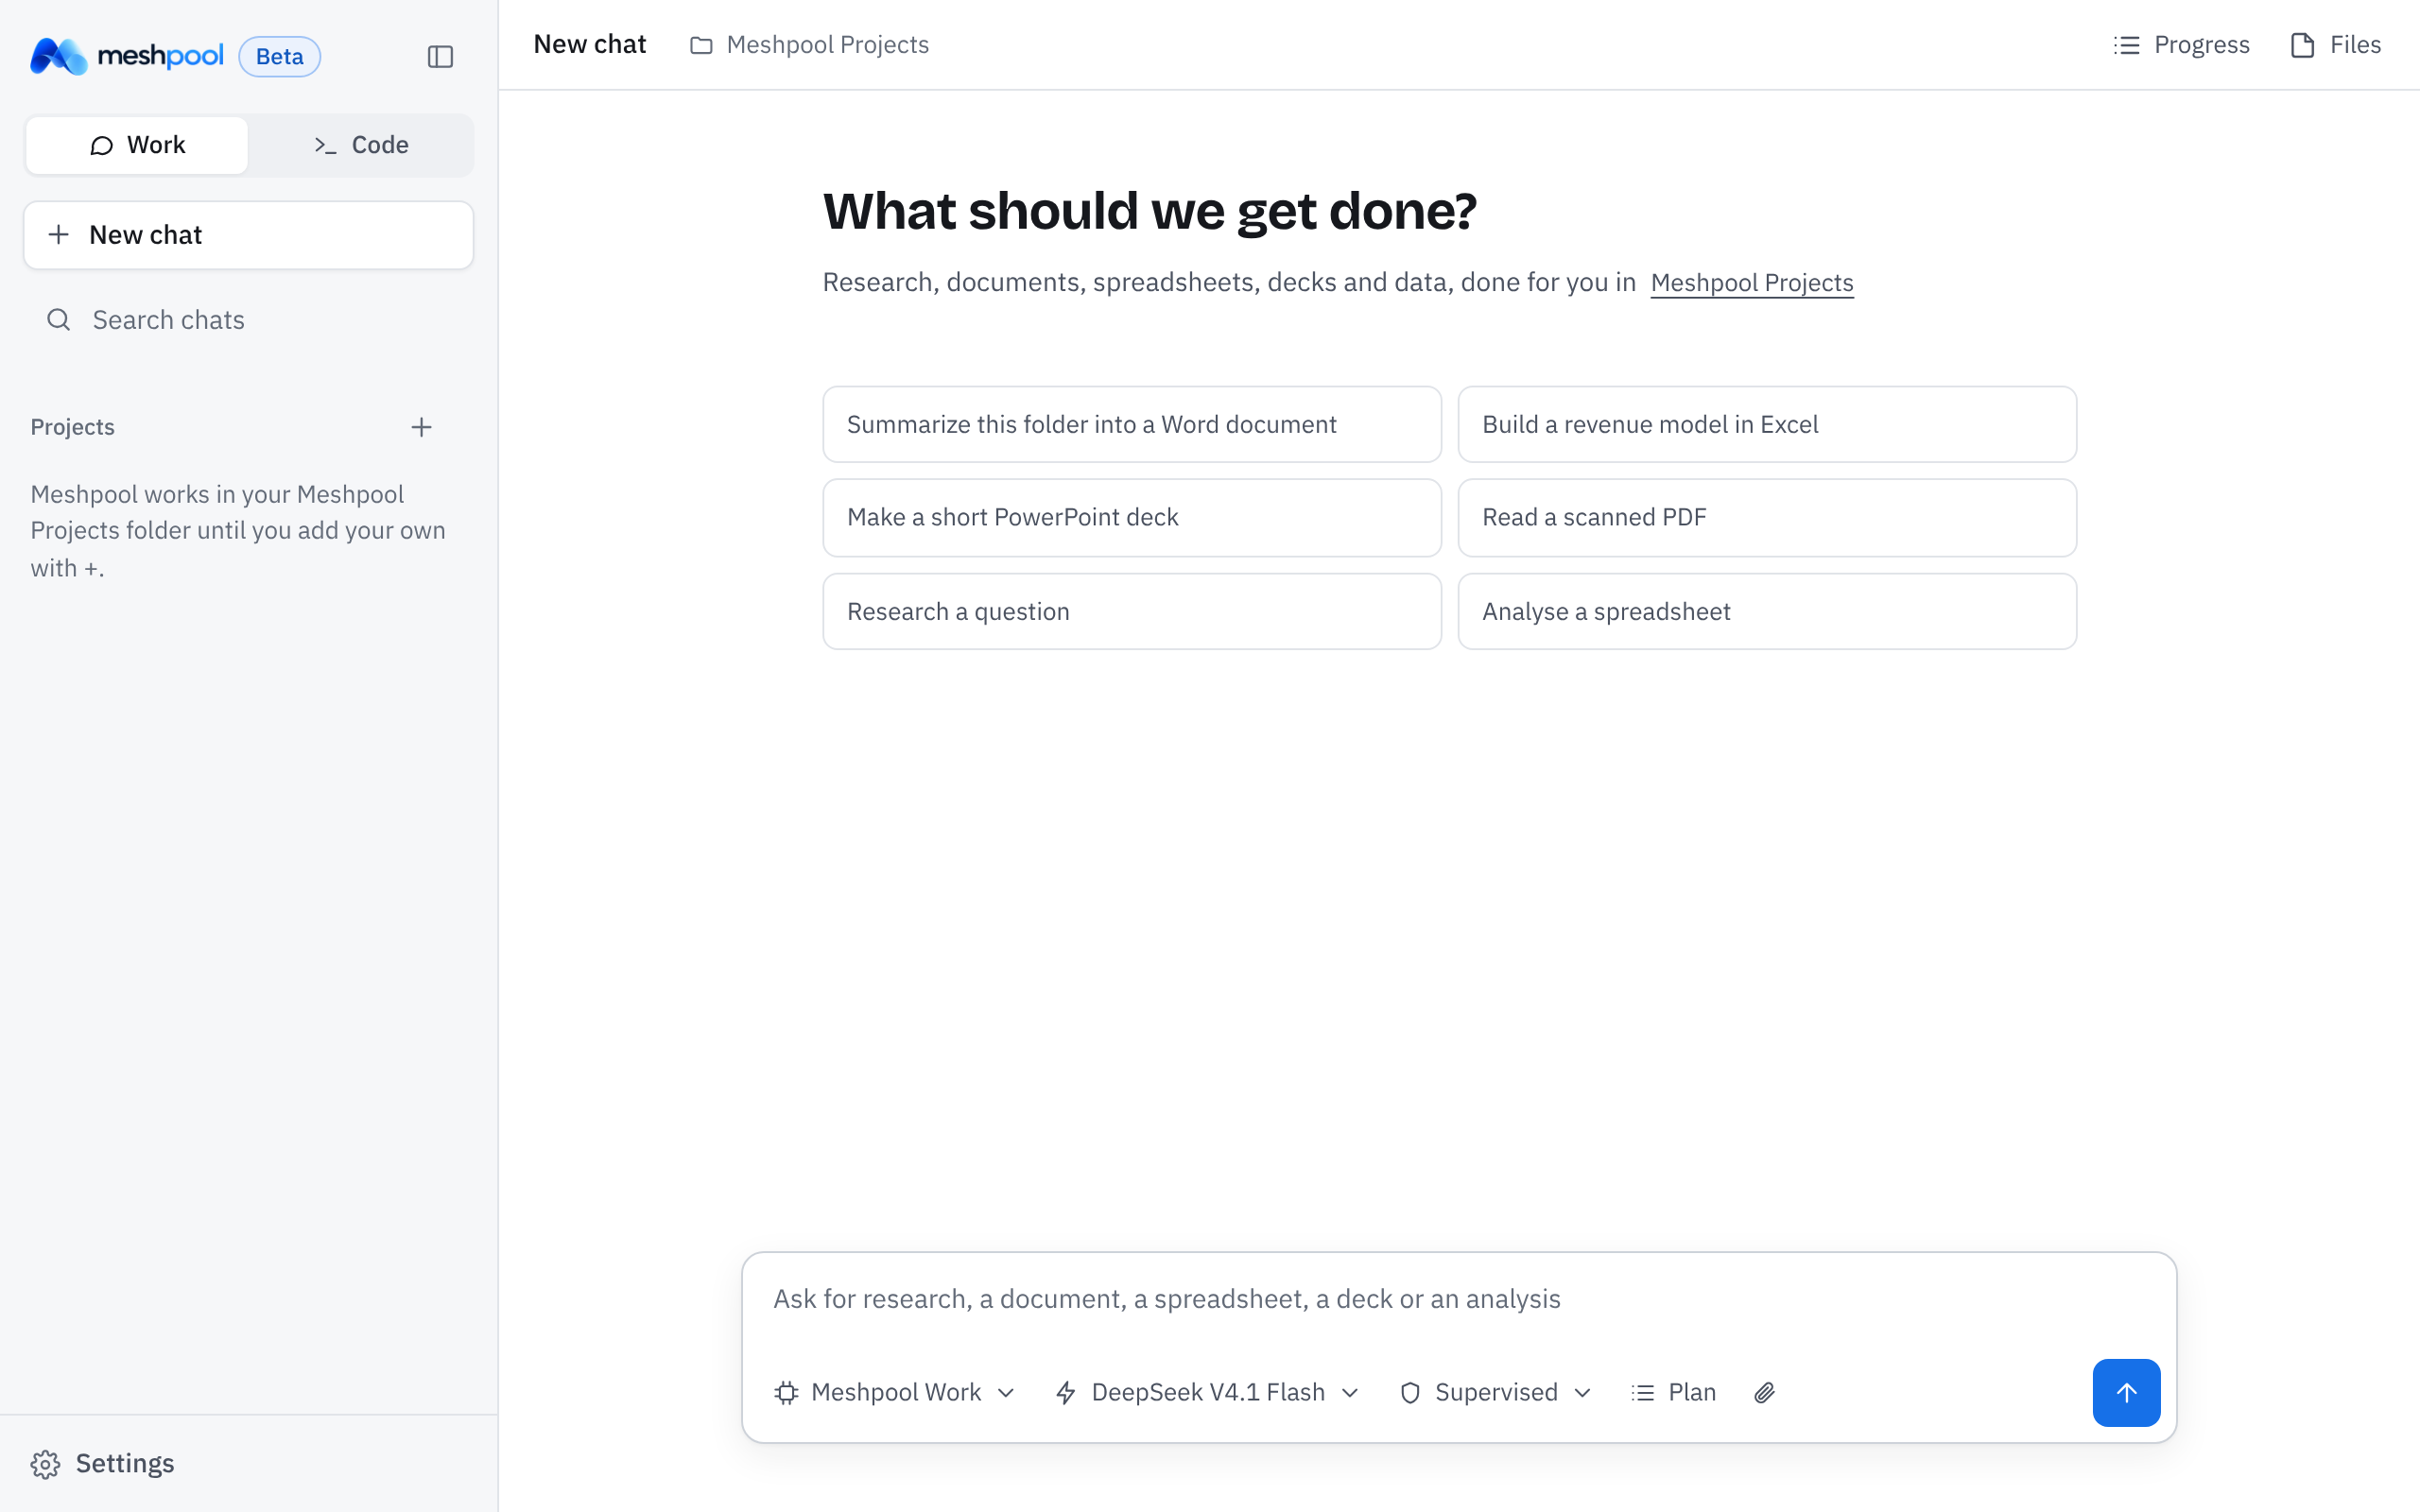 meshpool
Beta
Work
Code
New chat
Search chats
Projects
Meshpool works in your Meshpool
Projects folder until you add your own
with +.
Settings
New chat
Meshpool Projects
Progress
Files
What should we get done?
Research, documents, spreadsheets, decks and data, done for you in Meshpool Projects
Summarize this folder into a Word document
Build a revenue model in Excel
Make a short PowerPoint deck
Read a scanned PDF
Research a question
Analyse a spreadsheet
Ask for research, a document, a spreadsheet, a deck or an analysis
Meshpool Work
DeepSeek V4.1 Flash
Supervised
Plan